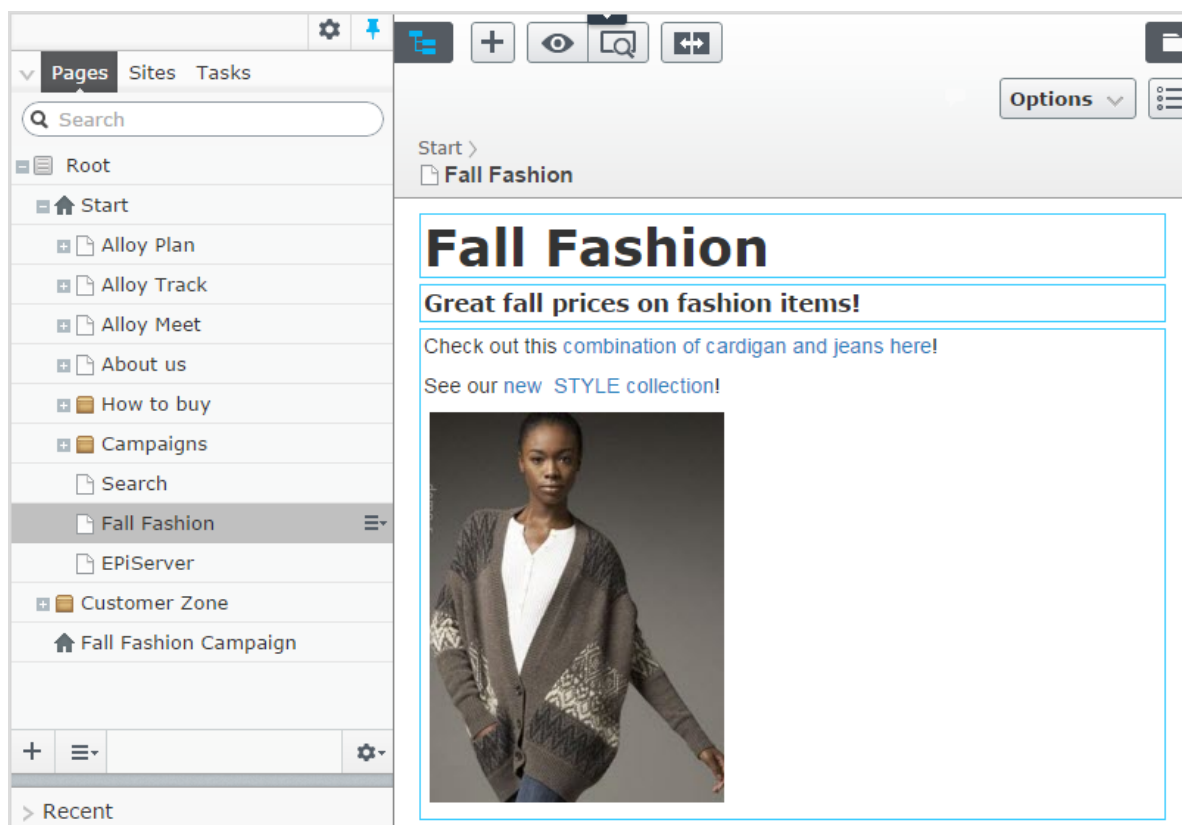 Pages Sites Tasks
Search
Root
Start
Alloy Plan
Alloy Track
Alloy Meet
About us
How to buy
Campaigns
Search
Fall Fashion
EPiServer
Customer Zone
Fall Fashion Campaign
Recent
Options
Start
Fall Fashion
Fall Fashion
Great fall prices on fashion items!
Check out this combination of cardigan and jeans here!
See our new  STYLE collection!